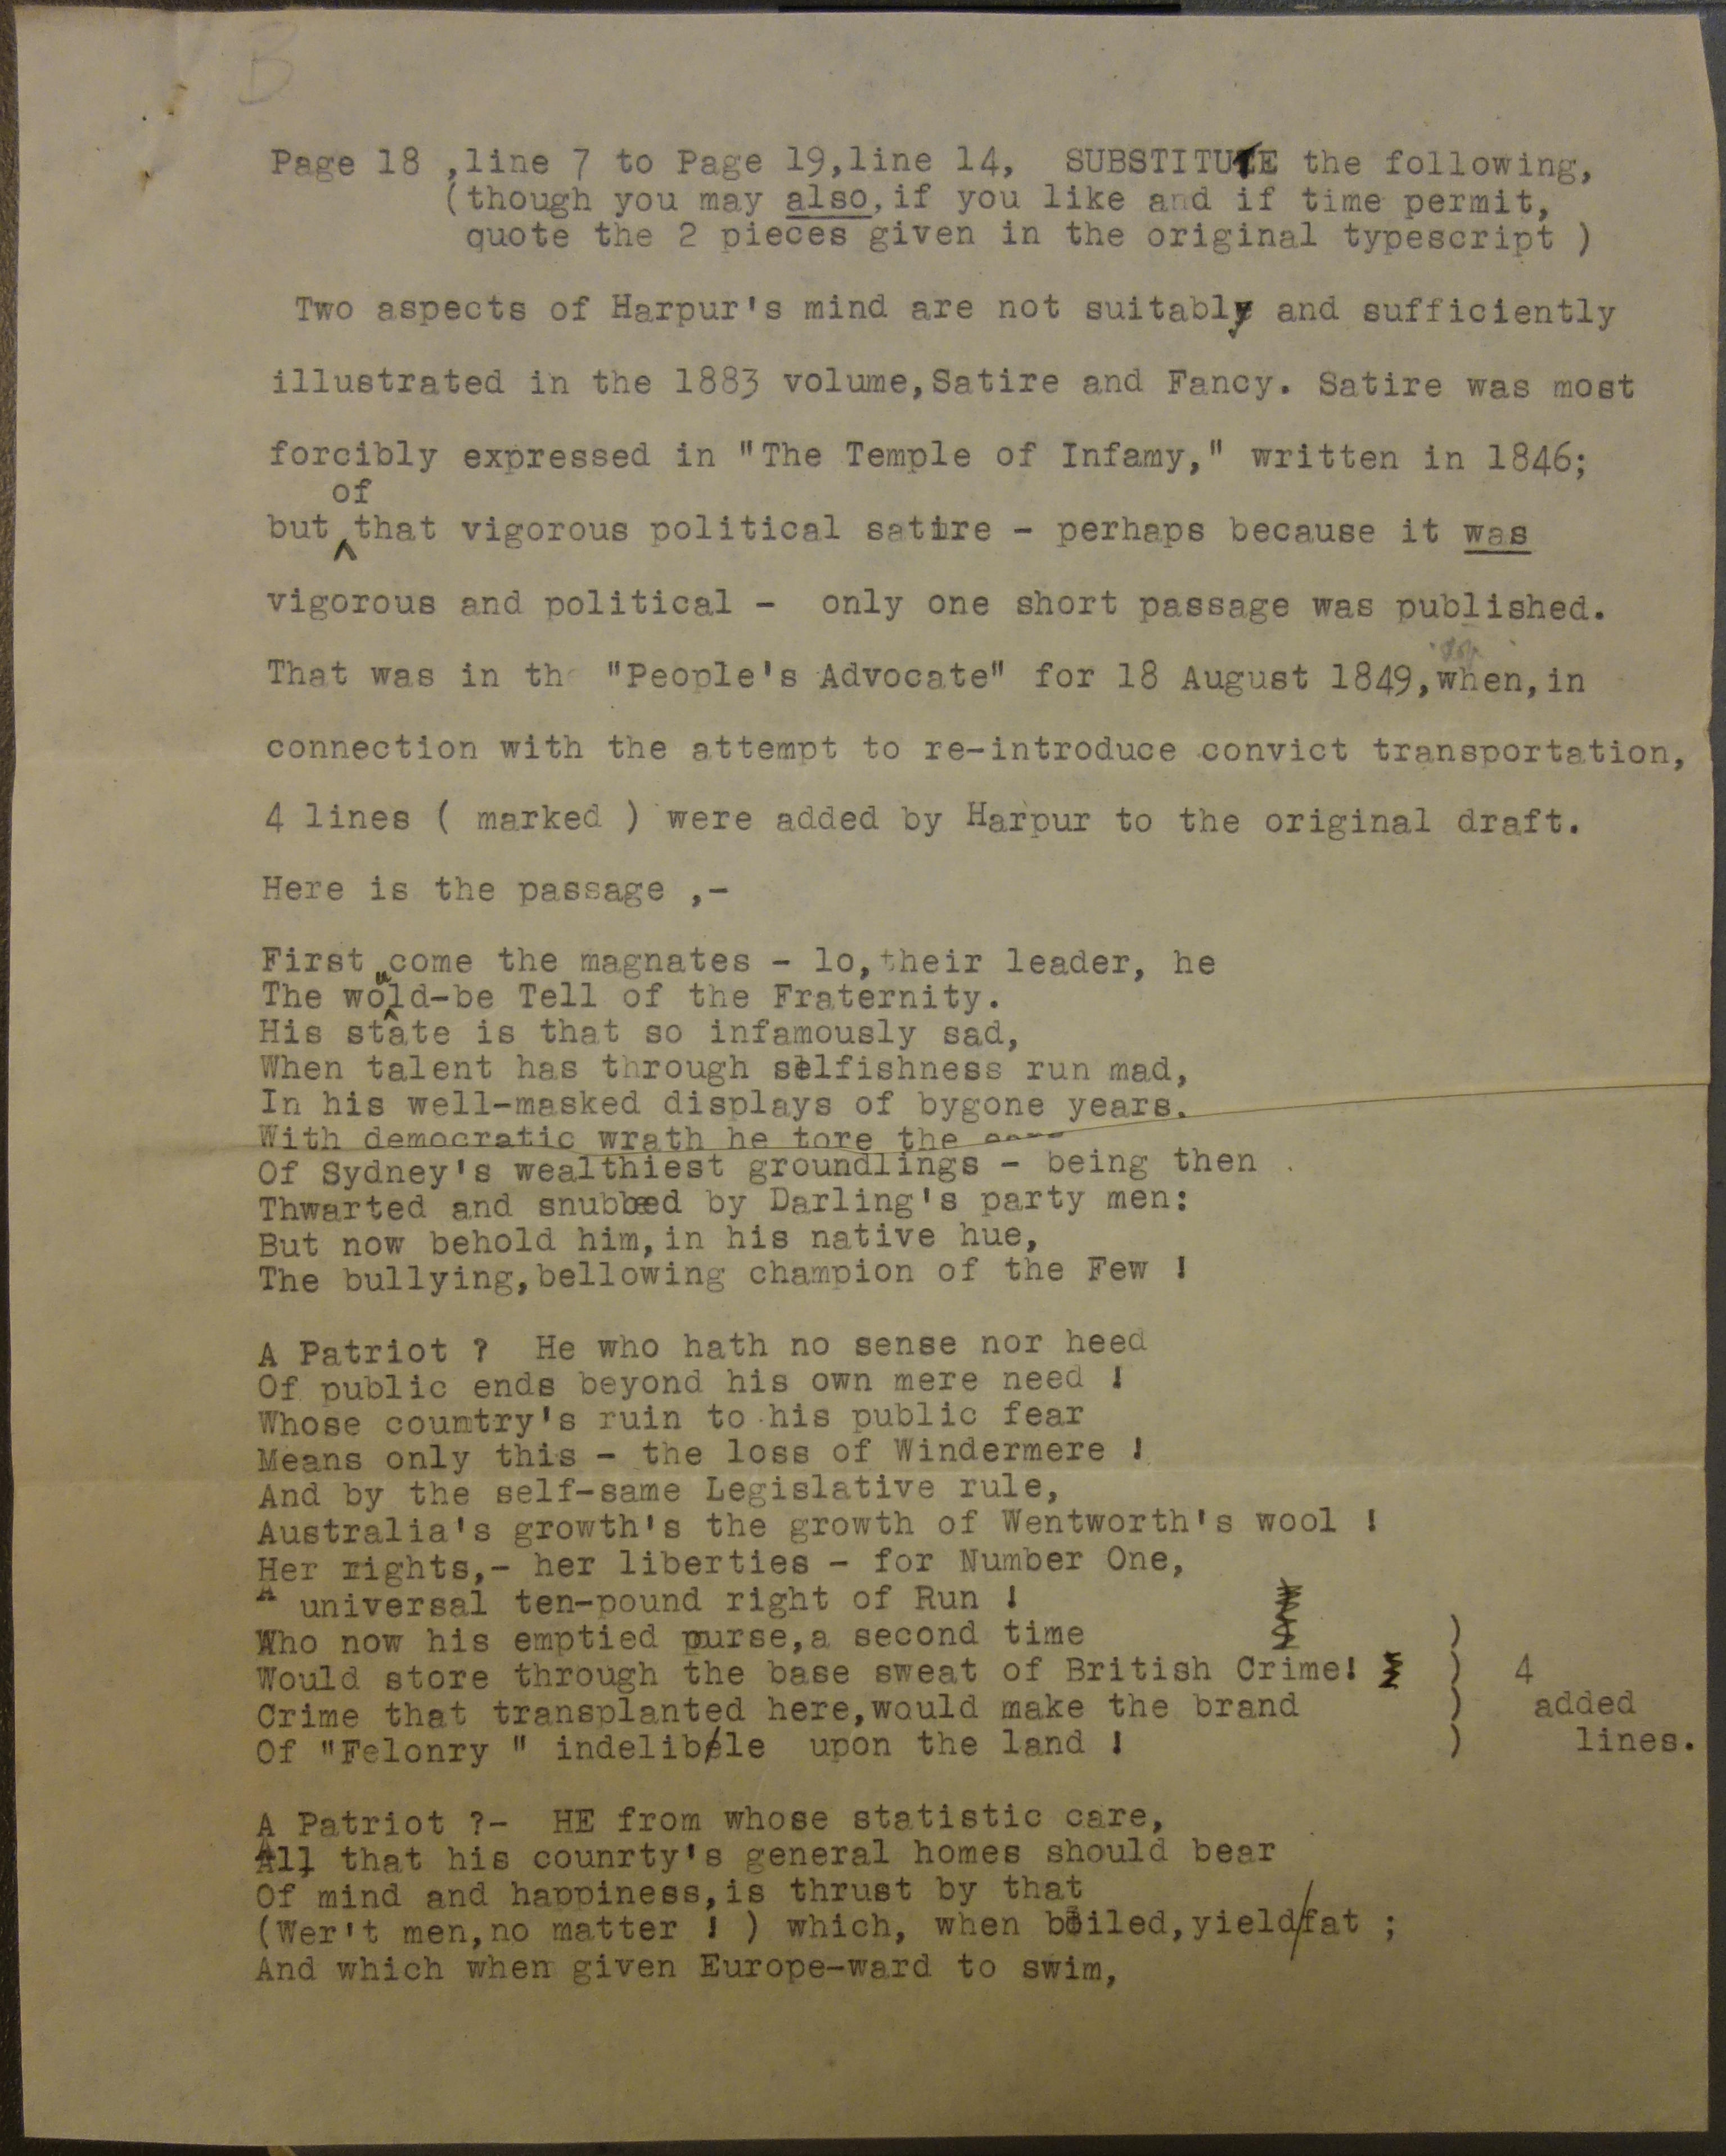 B
Page 18 ,line 7 to Page 19,line 14, SUBSTITUTE the following,
(though you may also,if you like and if time permit,
quote the 2 pieces given in the original typescript )
Two aspects of Harpur's mind are not suitably and sufficiently
illustrated in the 1883 volume,Satire and Fancy. Satire was most
forcibly expressed in "The Temple of Infamy," written in 1846;
of
but that vigorous political satire - perhaps because it was
vigorous and political - only one short passage was published.
That was in the "People's Advocate" for 18 August 1849,when,in
connection with the attempt to re-introduce convict transportation,
4 lines ( marked ) were added by Harpur to the original draft.
Here is the passage ,-
First come the magnates - lo,their leader, he
The would-be Tell of the Fraternity.
His state is that so infamously sad,
When talent has through selfishness run mad,
In his well-masked displays of bygone years.
With democratic wrath he tore the
Of Sydney's wealthiest groundlings - being then
Thwarted and snubbed by Darling's party men:
But now behold him,in his native hue,
The bullying,bellowing champion of the Few !
A Patriot ? He who hath no sense nor heed
Of public ends beyond his own mere need !
Whose country's ruin to his public fear
Means only this - the loss of Windermere !
And by the self-same Legislative rule,
Australia's growth's the growth of Wentworth's wool !
Her rights,- her liberties - for Number One,
A universal ten-pound right of Run !
Who now his emptied purse,a second time )
Would store through the base sweat of British Crime! ) 4
Crime that transplanted here,would make the brand ) added
Of "Felonry " indelible upon the land ! ) lines.
A Patriot ?- HE from whose statistic care,
All that his counrty's general homes should bear
Of mind and happiness,is thrust by that
(Wer't men,no matter ! ) which, when boiled,yield fat ;
And which when given Europe-ward to swim,